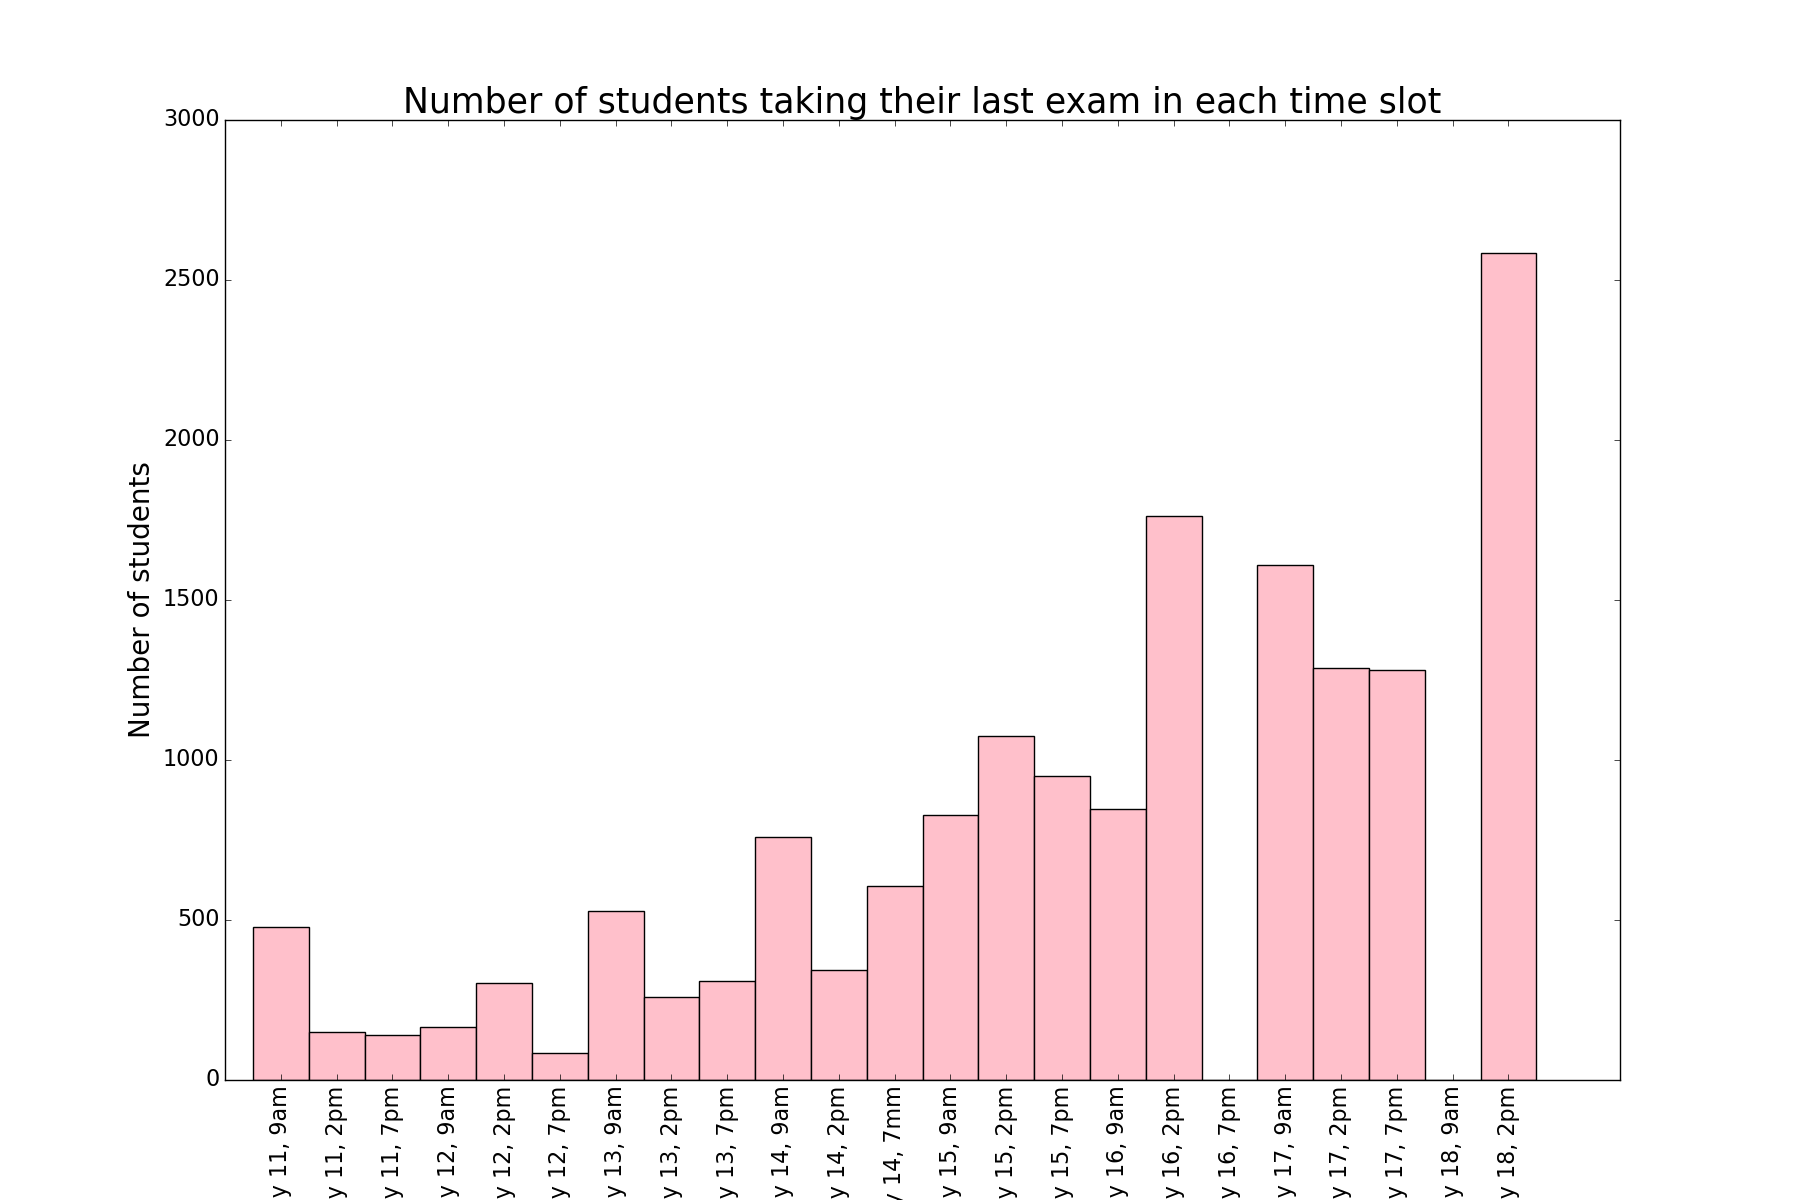 Number of students taking their last exam in each time slot
3000
2500
2000
1500
1000
500
0
Number of students
y 11, 9am
y 11, 2pm
y 11, 7pm
y 12, 9am
y 12, 2pm
y 12, 7pm
y 13, 9am
y 13, 2pm
y 13, 7pm
y 14, 9am
y 14, 2pm
y 14, 7mm
y 15, 9am
y 15, 2pm
y 15, 7pm
y 16, 9am
y 16, 2pm
y 16, 7pm
y 17, 9am
y 17, 2pm
y 17, 7pm
y 18, 9am
y 18, 2pm